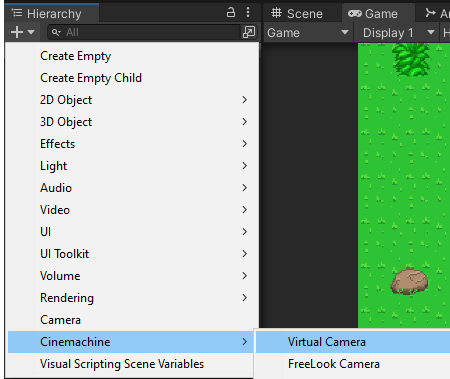 Hierarchy
Scene
Game
All
Game
Display 1
Create Empty
Create Empty Child
2D Object
3D Object
Effects
Light
Audio
Video
UI
UI Toolkit
Volume
Rendering
Camera
Cinemachine
Virtual Camera
Visual Scripting Scene Variables
FreeLook Camera